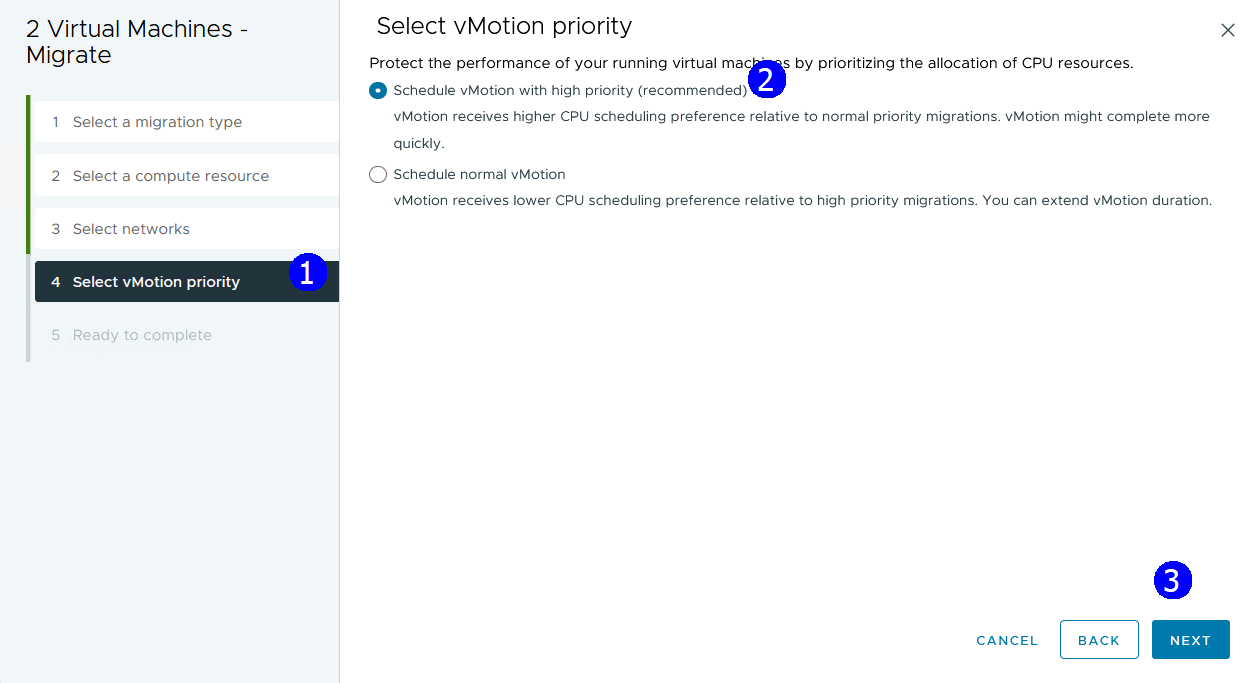 2 Virtual Machines -
Migrate
1 Select a migration type
2 Select a compute resource
3 Select networks
4 Select vMotion priority
1
5 Ready to complete
Select vMotion priority
Protect the performance of your running virtual machines by prioritizing the allocation of CPU resources.
2
Schedule vMotion with high priority (recommended)
vMotion receives higher CPU scheduling preference relative to normal priority migrations. vMotion might complete more
quickly.
Schedule normal vMotion
vMotion receives lower CPU scheduling preference relative to high priority migrations. You can extend vMotion duration.
3
CANCEL BACK NEXT